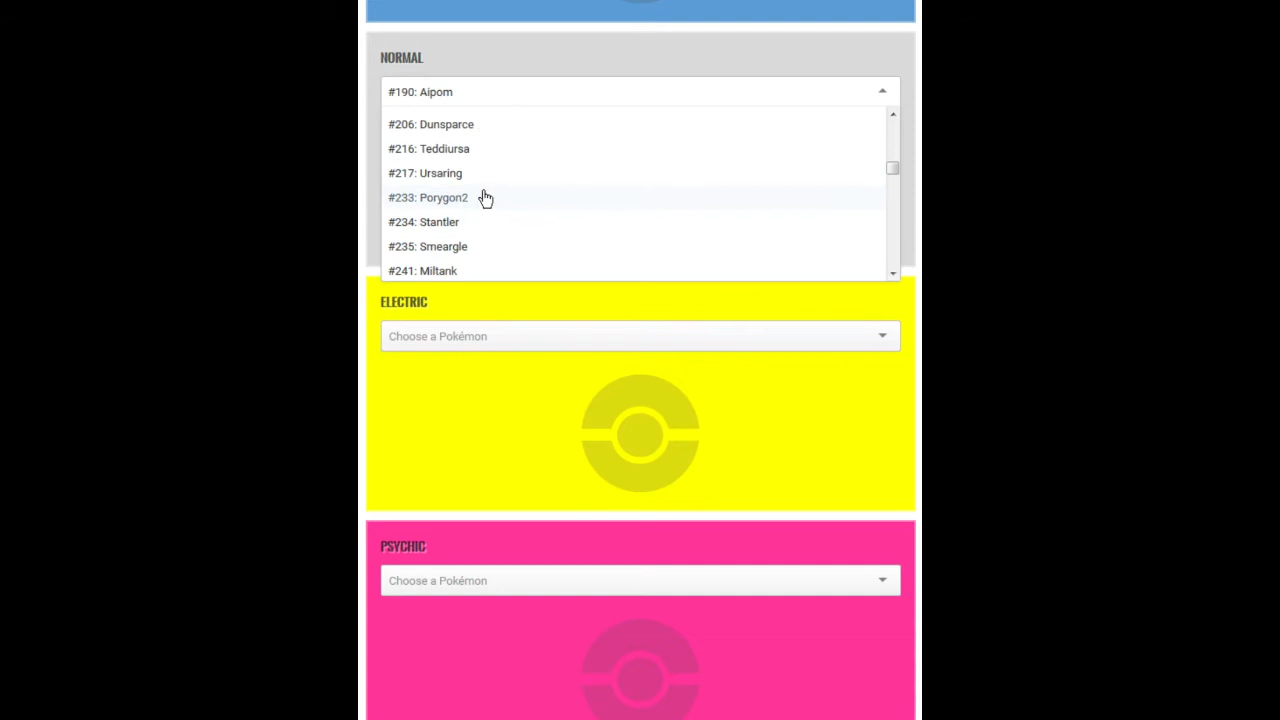 NORMAL
#190: Aipom
#206: Dunsparce
#216: Teddiursa
#217: Ursaring
#233: Porygon2
#234: Stantler
#235: Smeargle
#241: Miltank
ELECTRIC
Choose a Pokémon
PSYCHIC
Choose a Pokémon